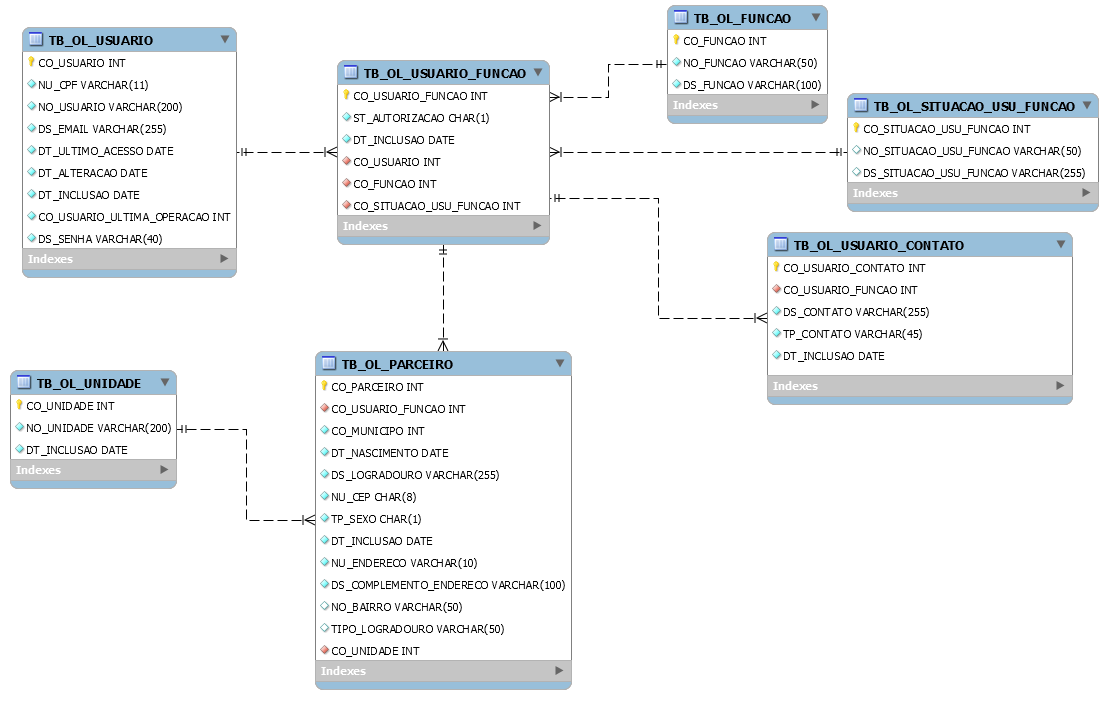 TB_OL_USUARIO
CO_USUARIO INT
NU_CPF VARCHAR(11)
NO_USUARIO VARCHAR(200)
DS_EMAIL VARCHAR(255)
DT_ULTIMO_ACESSO DATE
DT_ALTERACAO DATE
DT_INCLUSAO DATE
CO_USUARIO_ULTIMA_OPERACAO INT
DS_SENHA VARCHAR(40)
Indexes
TB_OL_USUARIO_FUNCAO
CO_USUARIO_FUNCAO INT
ST_AUTORIZACAO CHAR(1)
DT_INCLUSAO DATE
CO_USUARIO INT
CO_FUNCAO INT
CO_SITUACAO_USU_FUNCAO INT
Indexes
TB_OL_FUNCAO
CO_FUNCAO INT
NO_FUNCAO VARCHAR(50)
DS_FUNCAO VARCHAR(100)
Indexes
TB_OL_SITUACAO_USU_FUNCAO
CO_SITUACAO_USU_FUNCAO INT
NO_SITUACAO_USU_FUNCAO VARCHAR(50)
DS_SITUACAO_USU_FUNCAO VARCHAR(255)
Indexes
TB_OL_USUARIO_CONTATO
CO_USUARIO_CONTATO INT
CO_USUARIO_FUNCAO INT
DS_CONTATO VARCHAR(255)
TP_CONTATO VARCHAR(45)
DT_INCLUSAO DATE
Indexes
TB_OL_UNIDADE
CO_UNIDADE INT
NO_UNIDADE VARCHAR(200)
DT_INCLUSAO DATE
Indexes
TB_OL_PARCEIRO
CO_PARCEIRO INT
CO_USUARIO_FUNCAO INT
CO_MUNICIPO INT
DT_NASCIMENTO DATE
DS_LOGRADOURO VARCHAR(255)
NU_CEP CHAR(8)
TP_SEXO CHAR(1)
DT_INCLUSAO DATE
NU_ENDERECO VARCHAR(10)
DS_COMPLEMENTO_ENDERECO VARCHAR(100)
NO_BAIRRO VARCHAR(50)
TIPO_LOGRADOURO VARCHAR(50)
CO_UNIDADE INT
Indexes